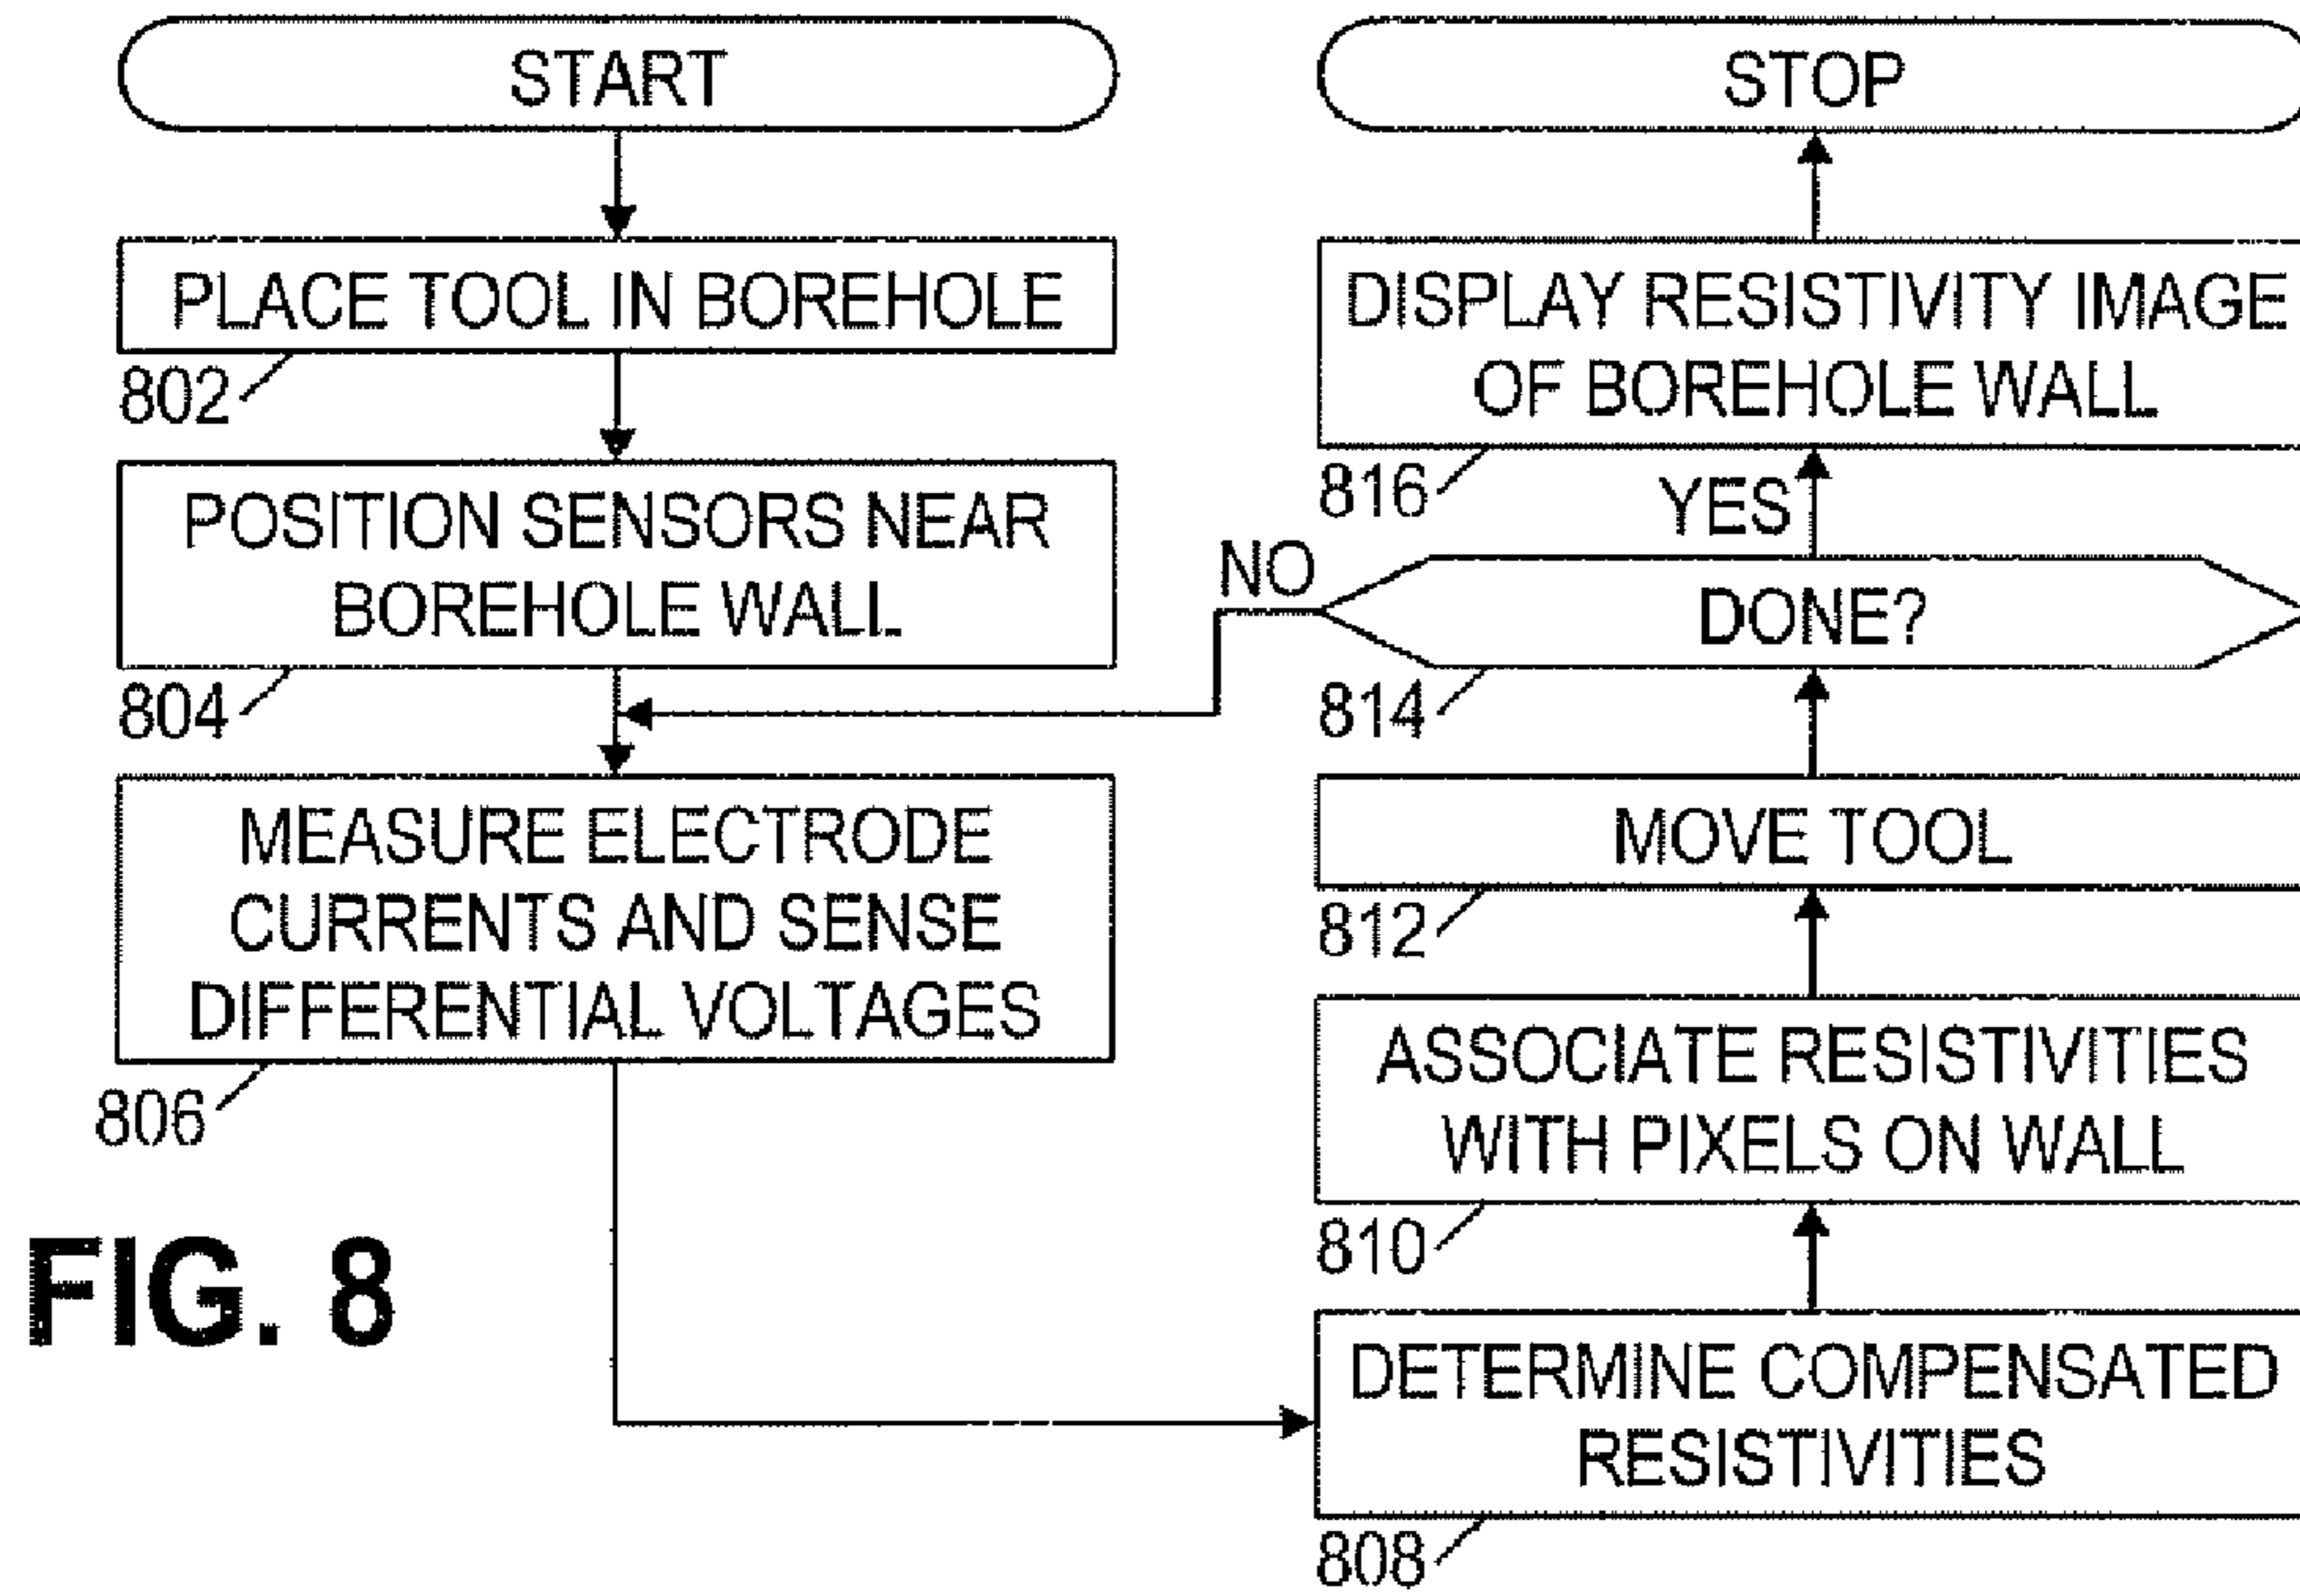 START
PLACE TOOL IN BOREHOLE
802
POSITION SENSORS NEAR
BOREHOLE WALL
804
MEASURE ELECTRODE
CURRENTS AND SENSE
DIFFERENTIAL VOLTAGES
806
FIG. 8
STOP
DISPLAY RESISTIVITY IMAGE
OF BOREHOLE WALL
816
YES
NO
DONE?
814
MOVE TOOL
812
ASSOCIATE RESISTIVITIES
WITH PIXELS ON WALL
810
DETERMINE COMPENSATED
RESISTIVITIES
808